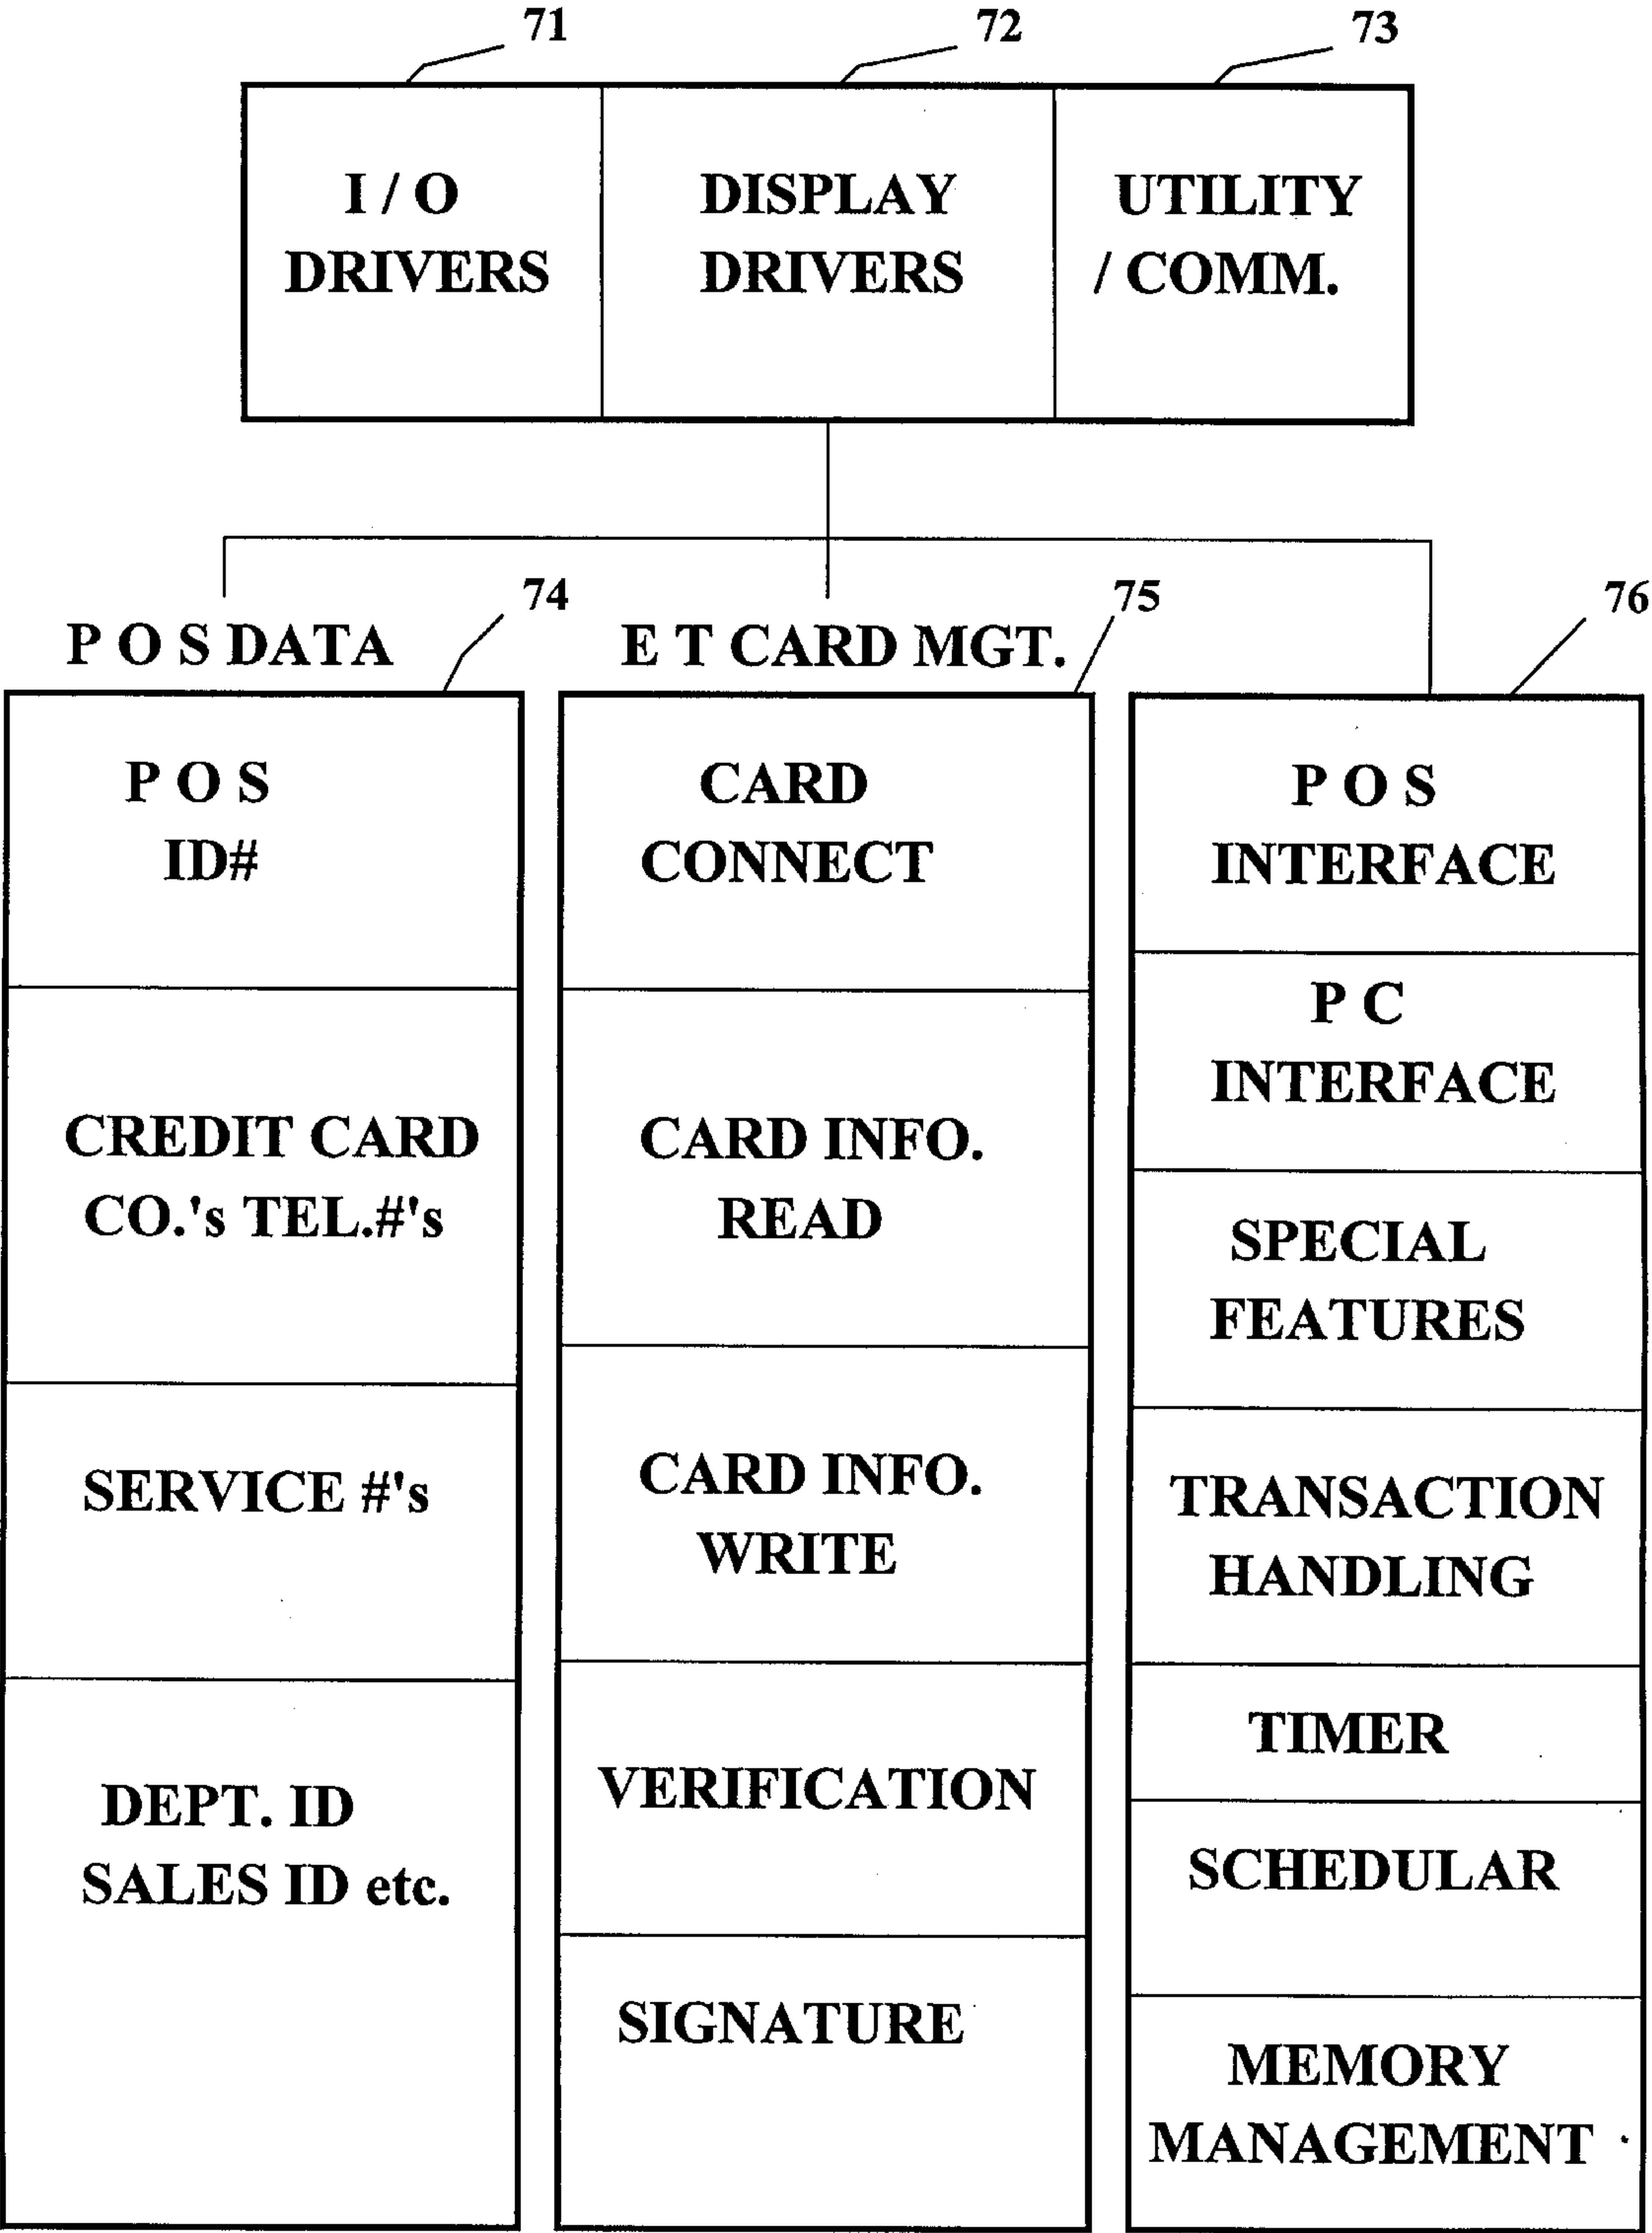 71
72
73
I / O
DRIVERS
DISPLAY
DRIVERS
UTILITY
/ COMM.
74
75
76
P O S DATA
E T CARD MGT.
P O S
ID#
CREDIT CARD
CO.'s TEL.#'s
SERVICE #'s
DEPT. ID
SALES ID etc.
CARD
CONNECT
CARD INFO.
READ
CARD INFO.
WRITE
VERIFICATION
SIGNATURE
P O S
INTERFACE
P C
INTERFACE
SPECIAL
FEATURES
TRANSACTION
HANDLING
TIMER
SCHEDULAR
MEMORY
MANAGEMENT